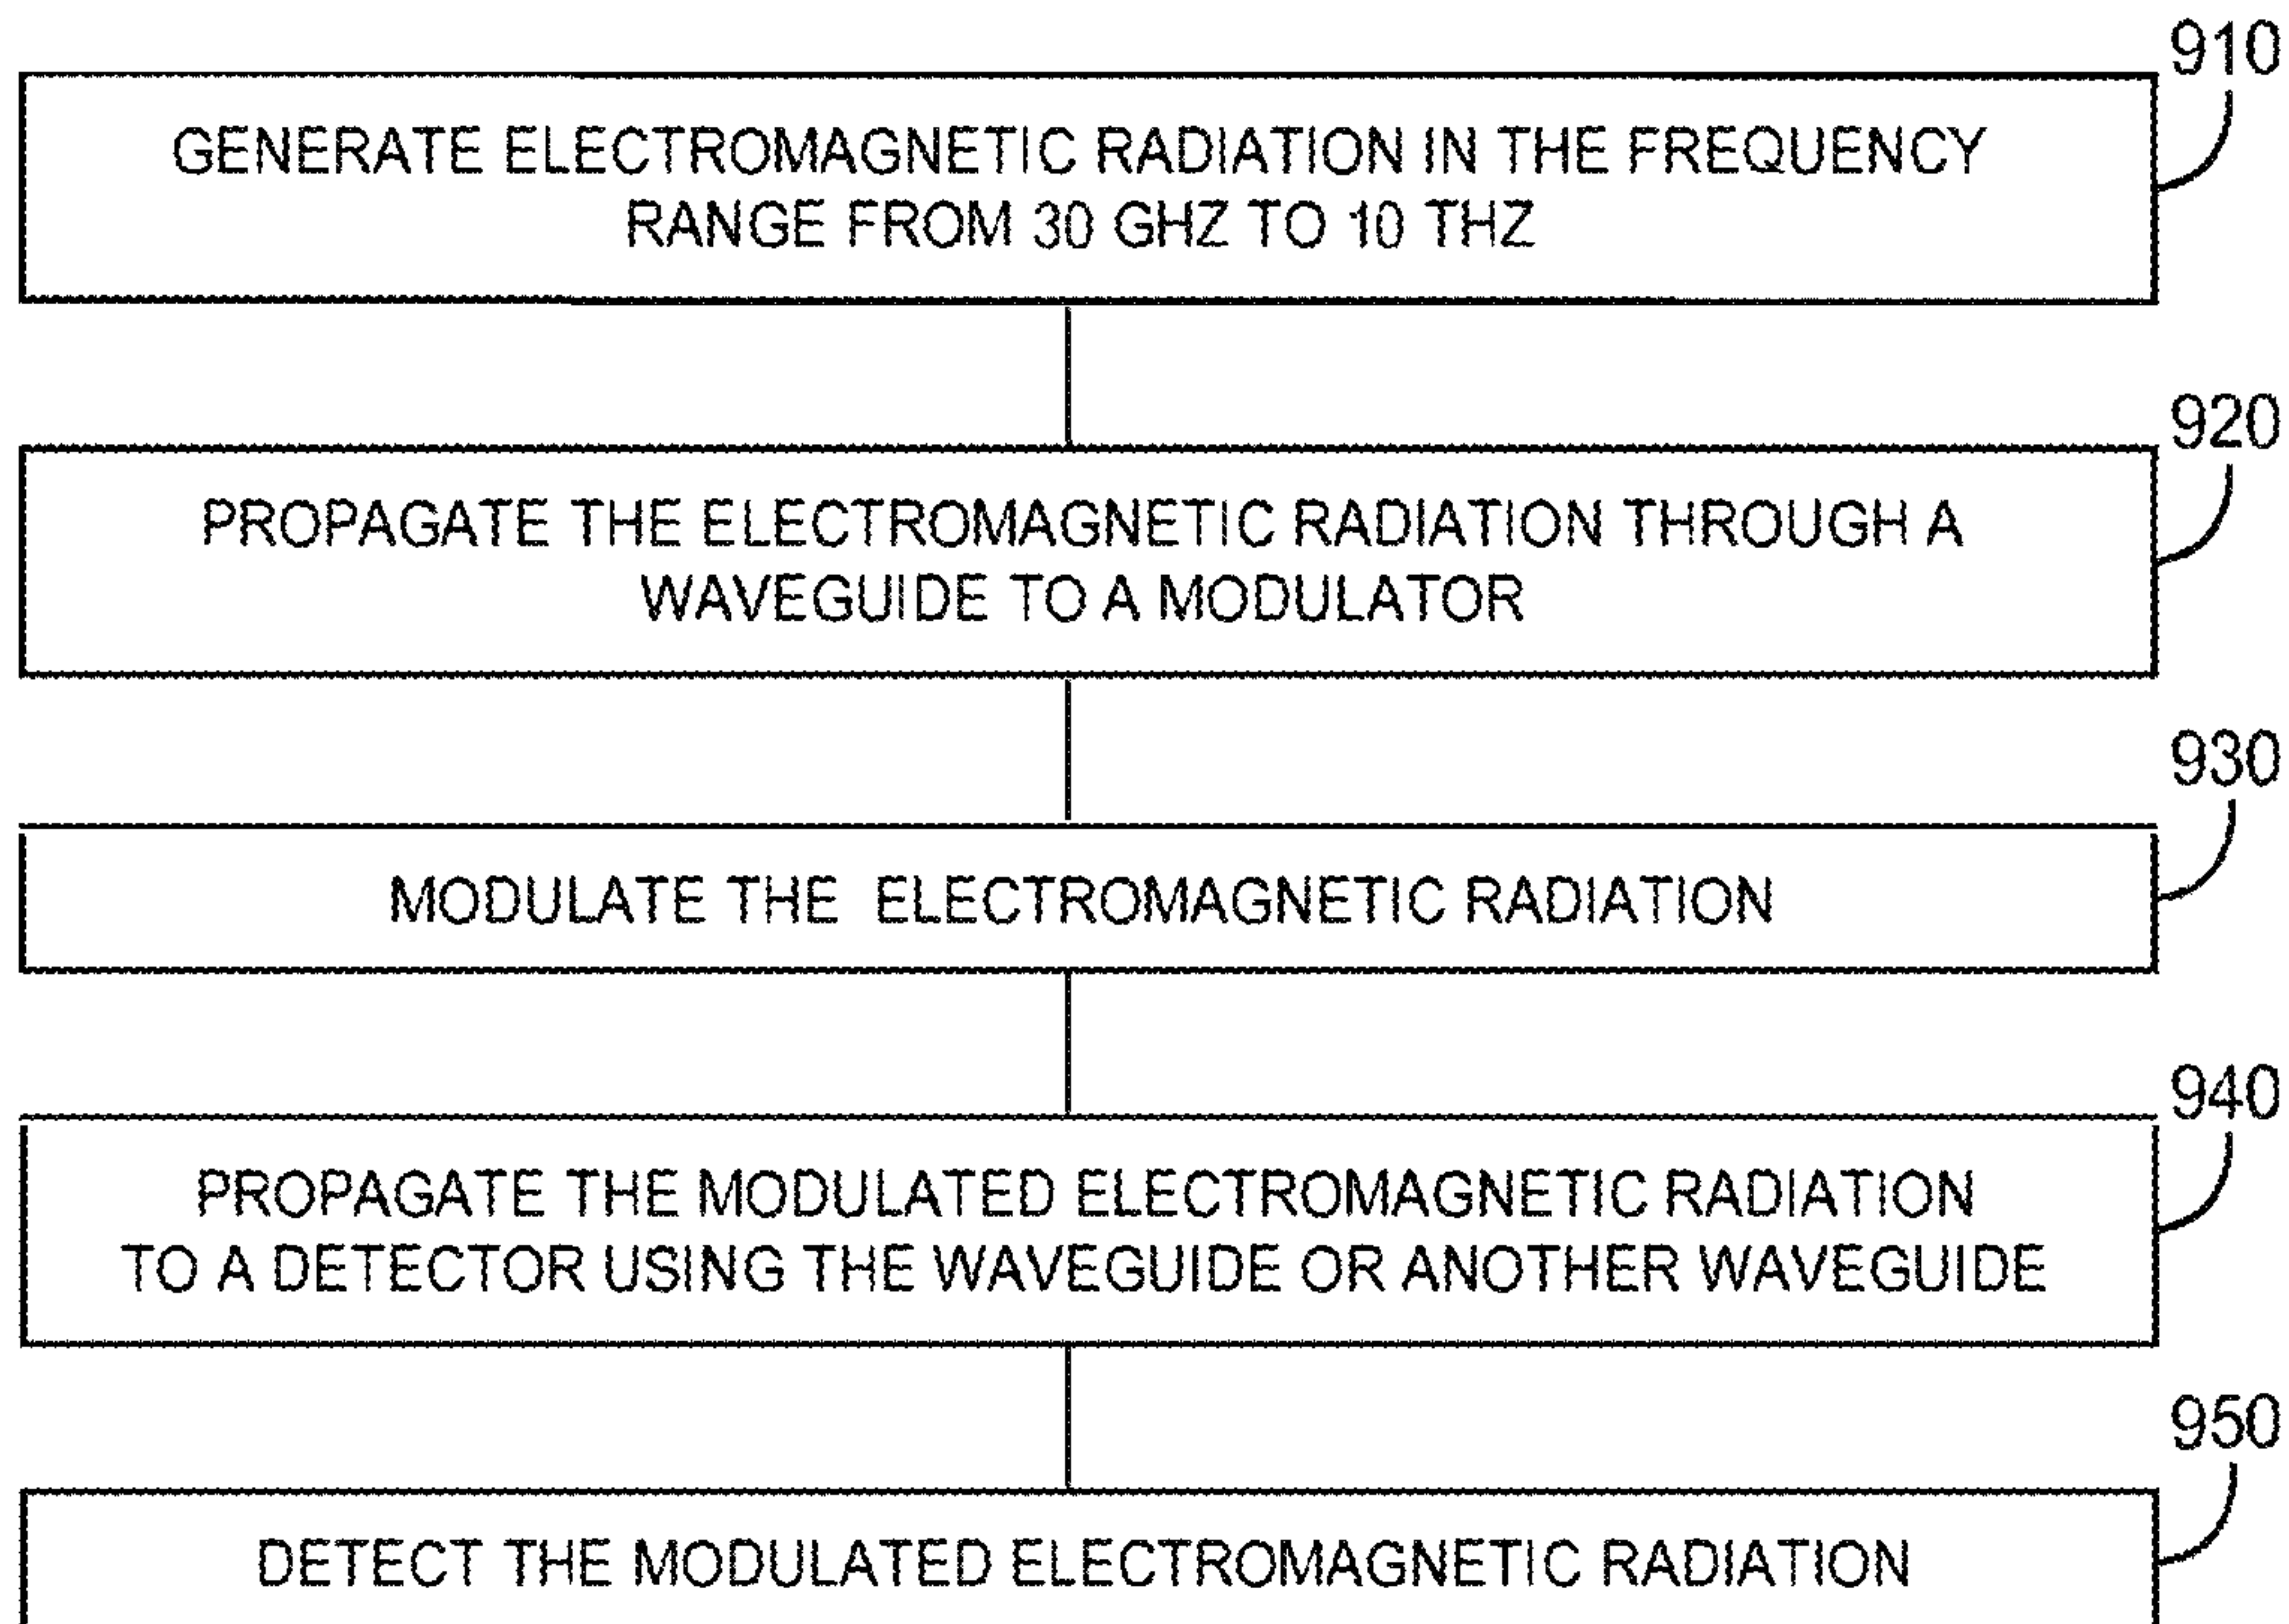 910
GENERATE ELECTROMAGNETIC RADIATION IN THE FREQUENCY
RANGE FROM 30 GHZ TO 10 THZ
920
PROPAGATE THE ELECTROMAGNETIC RADIATION THROUGH A
WAVEGUIDE TO A MODULATOR
930
MODULATE THE ELECTROMAGNETIC RADIATION
940
PROPAGATE THE MODULATED ELECTROMAGNETIC RADIATION
TO A DETECTOR USING THE WAVEGUIDE OR ANOTHER WAVEGUIDE
950
DETECT THE MODULATED ELECTROMAGNETIC RADIATION